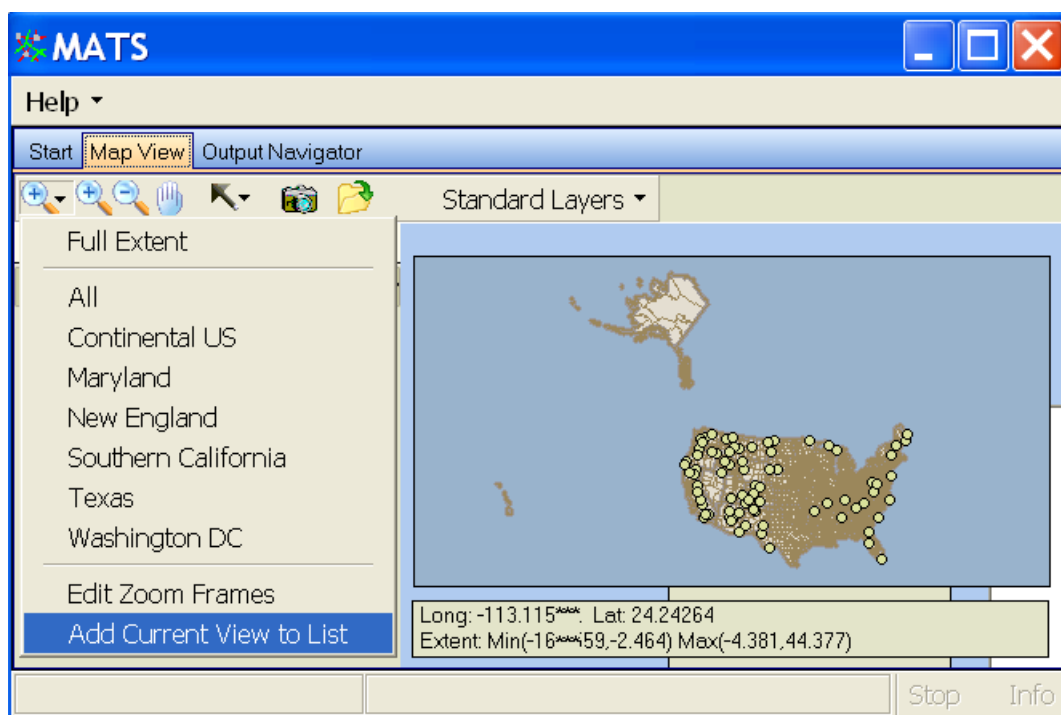 MATS
Help
Start Map View Output Navigator
Standard Layers
Full Extent
All
Continental US
Maryland
New England
Southern California
Texas
Washington DC
Edit Zoom Frames
Add Current View to List
Long: -113.115***. Lat: 24.24264
Extent: Min(-16***59,-2.464) Max(-4.381,44.377)
Stop Info